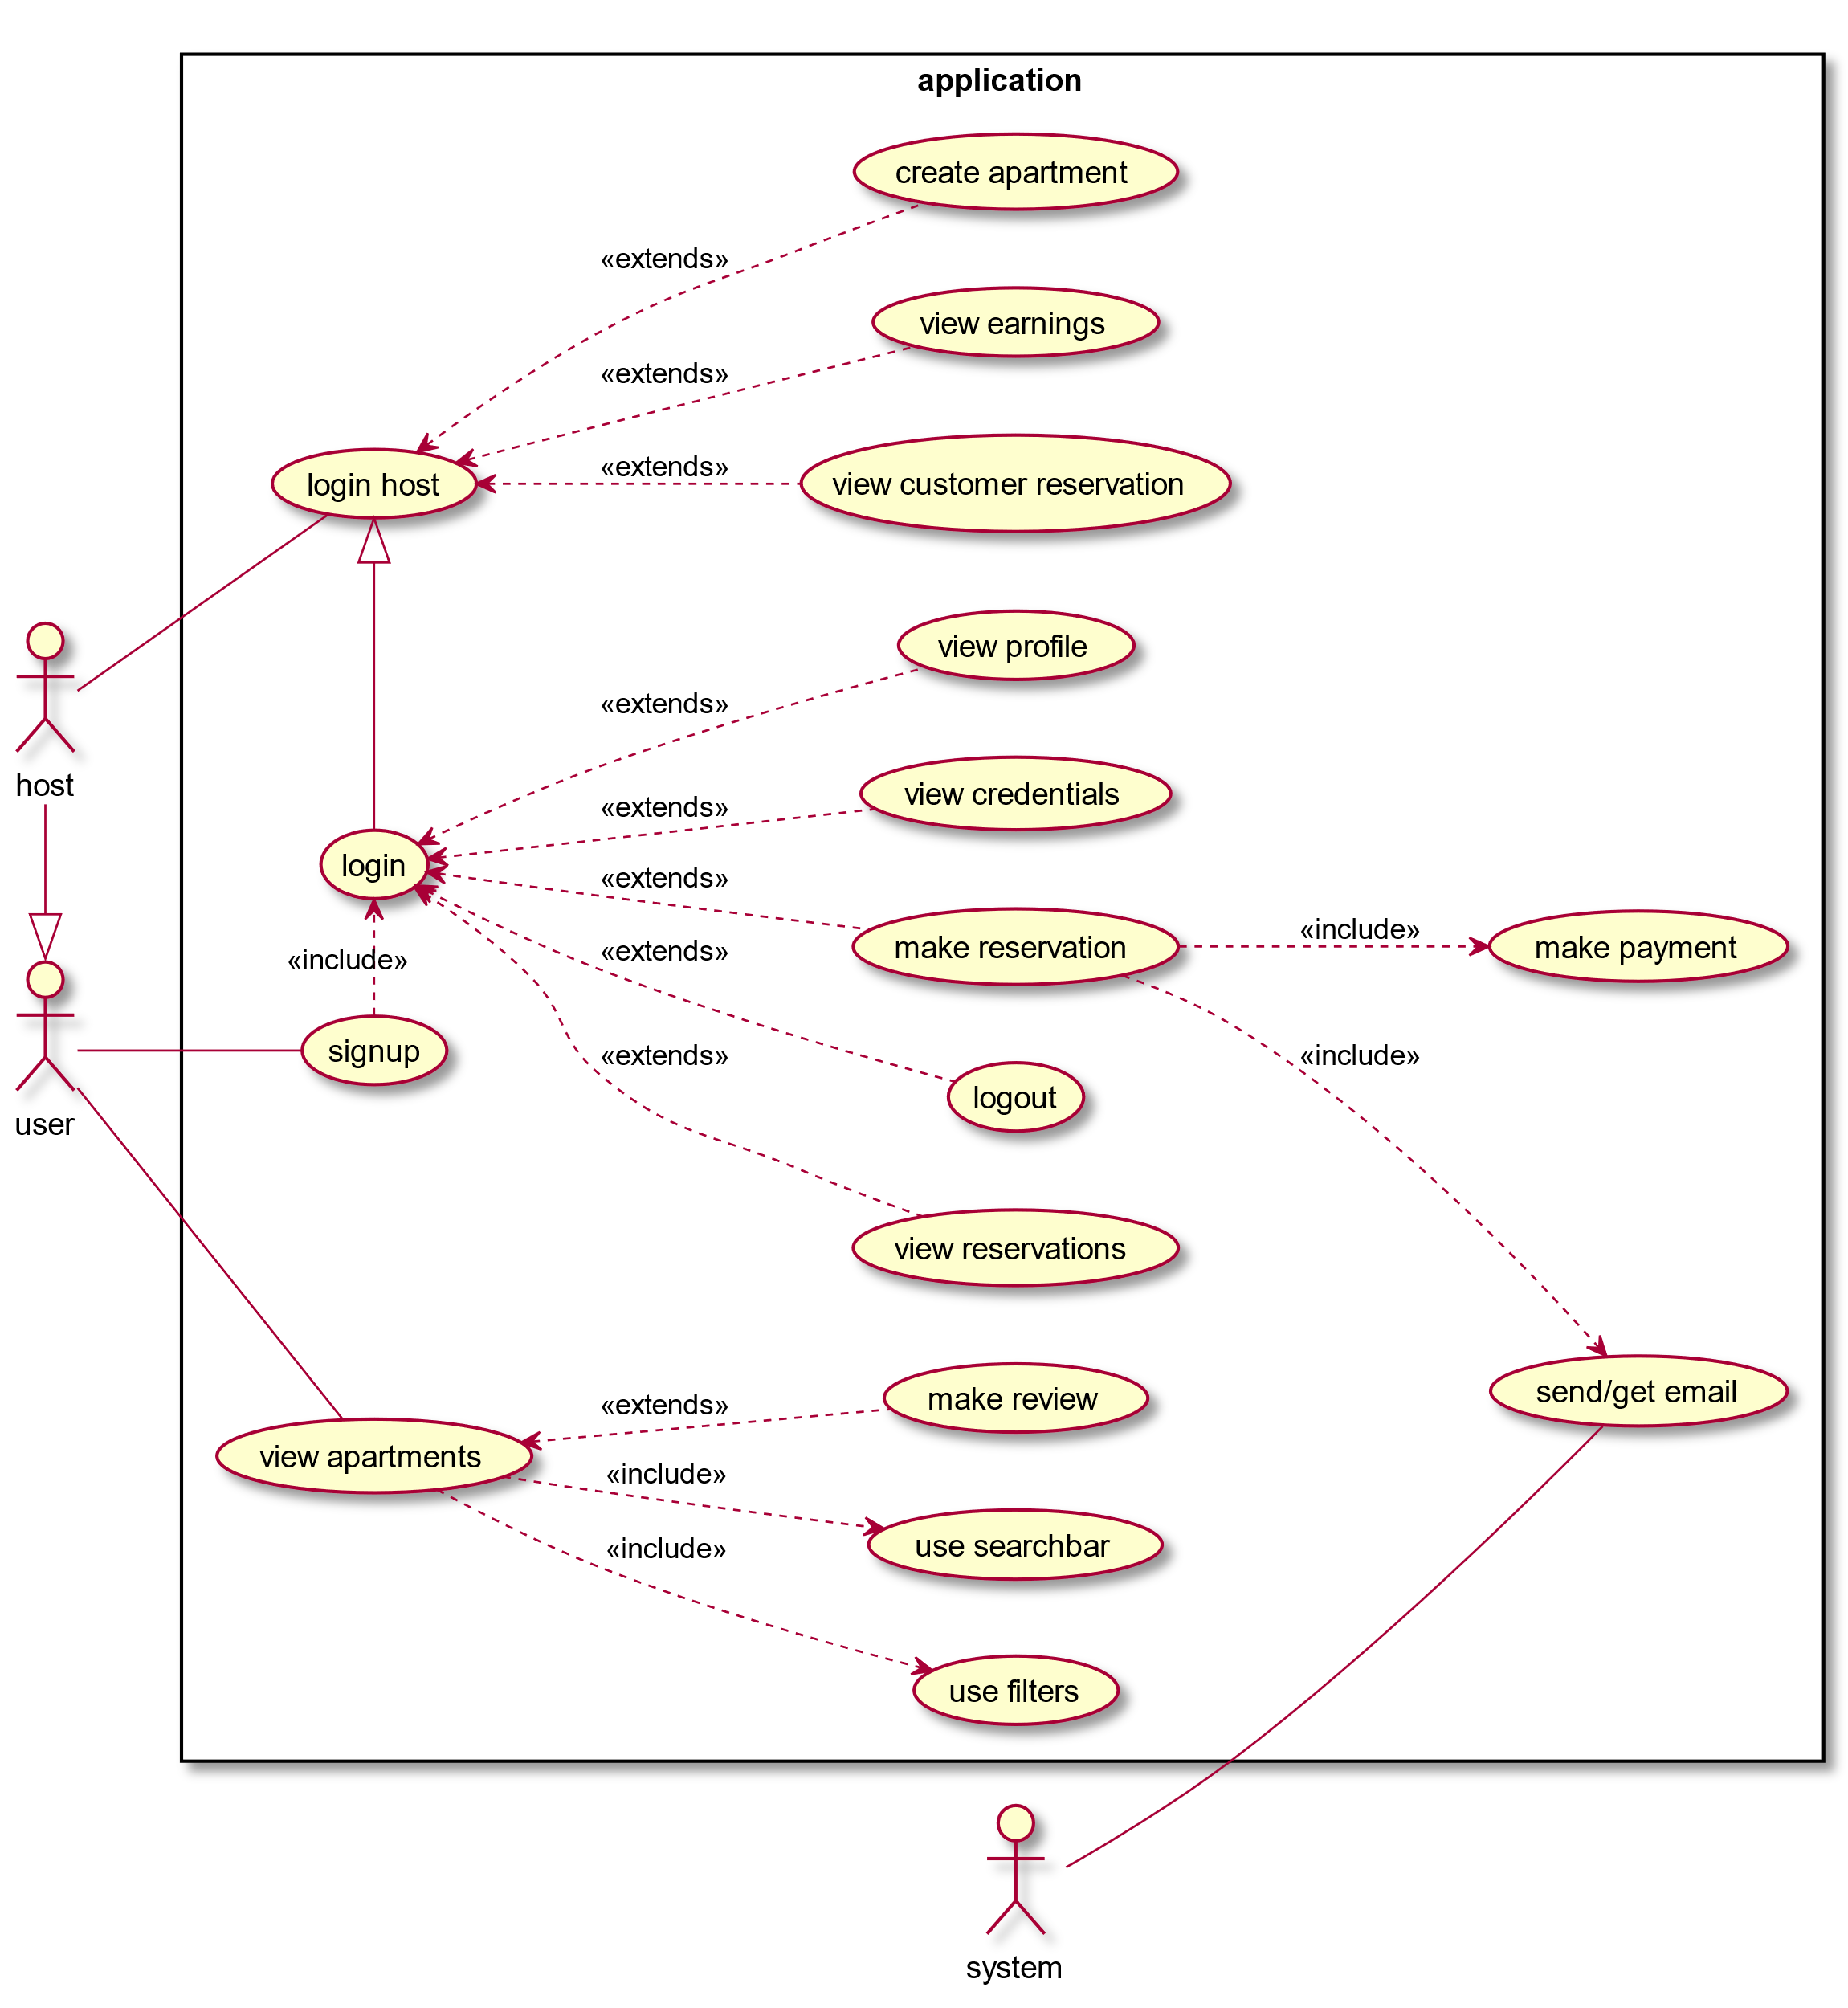 application
create apartment
«extends»
view earnings
«extends»
«extends»
login host
view customer reservation
view profile
«extends»
host
view credentials
«extends»
login
«extends»
make reservation
«include»
make payment
«include»
«extends»
signup
«extends»
«include»
logout
user
view reservations
make review
«extends»
send/get email
view apartments
«include»
use searchbar
«include»
use filters
system